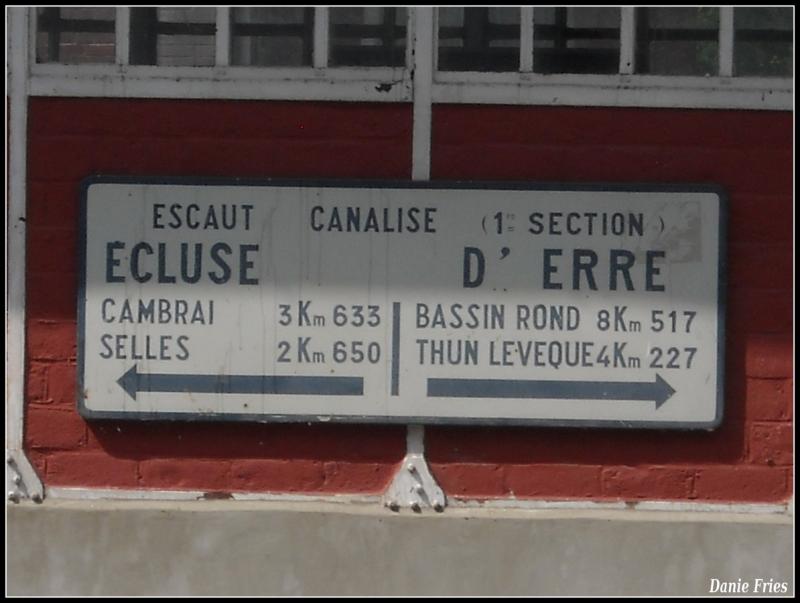 ESCAUT CANALISE (1re SECTION)
ÉCLUSE D' ERRE
CAMBRAI 3Km 633
SELLES 2Km 650
BASSIN ROND 8Km 517
THUN LEVEQUE 4Km 227
Danie Fries